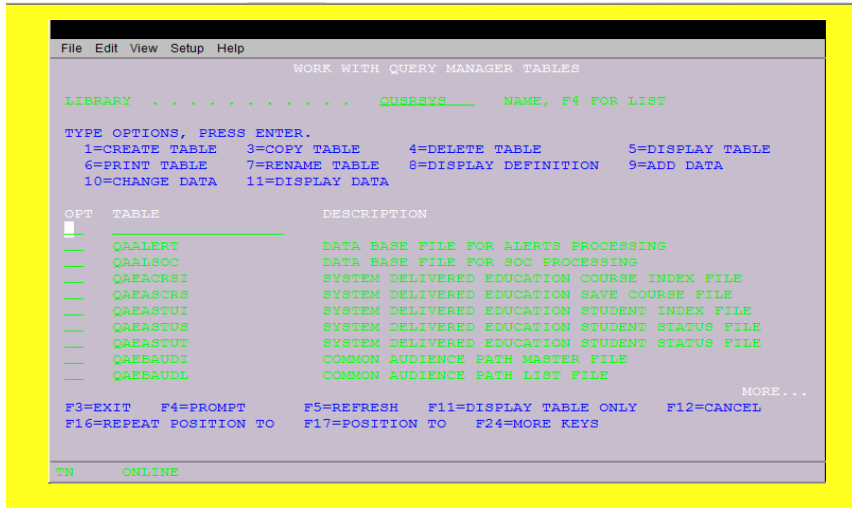 File Edit View Setup Help
WORK WITH QUERY MANAGER TABLES
LIBRARY . . . . . . . . . . . QUSRSYS NAME, F4 FOR LIST
TYPE OPTIONS, PRESS ENTER.
1=CREATE TABLE 3=COPY TABLE 4=DELETE TABLE 5=DISPLAY TABLE
6=PRINT TABLE 7=RENAME TABLE 8=DISPLAY DEFINITION 9=ADD DATA
10=CHANGE DATA 11=DISPLAY DATA
OPT TABLE DESCRIPTION
QAALERT DATA BASE FILE FOR ALERTS PROCESSING
QAALSOC DATA BASE FILE FOR SOC PROCESSING
QAEACRSI SYSTEM DELIVERED EDUCATION COURSE INDEX FILE
QAEASCRS SYSTEM DELIVERED EDUCATION SAVE COURSE FILE
QAEASTUI SYSTEM DELIVERED EDUCATION STUDENT INDEX FILE
QAEASTUS SYSTEM DELIVERED EDUCATION STUDENT STATUS FILE
QAEASTUT SYSTEM DELIVERED EDUCATION STUDENT STATUS FILE
QAEBAUDI COMMON AUDIENCE PATH MASTER FILE
QAEBAUDL COMMON AUDIENCE PATH LIST FILE
MORE...
F3=EXIT F4=PROMPT F5=REFRESH F11=DISPLAY TABLE ONLY F12=CANCEL
F16=REPEAT POSITION TO F17=POSITION TO F24=MORE KEYS
TN ONLINE